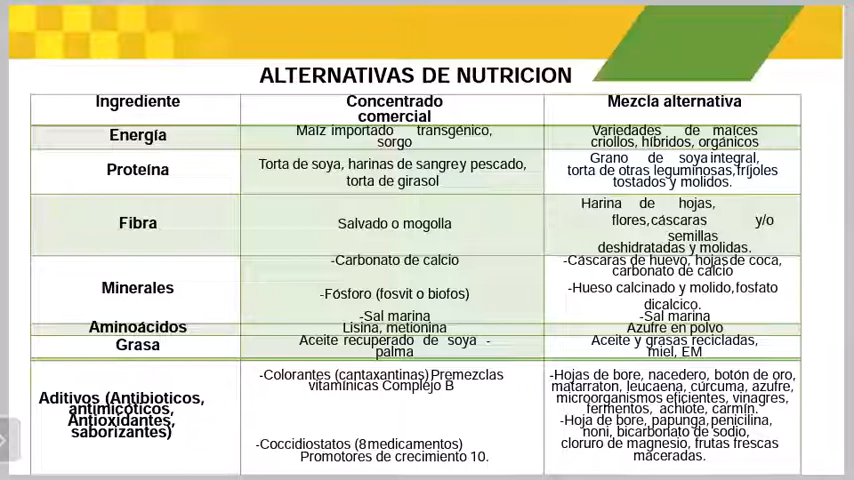 ALTERNATIVAS DE NUTRICION
Ingrediente
Concentrado
comercial
Mezcla alternativa
Energía
Maíz importado transgénico,
sorgo
Variedades de maíces
criollos, híbridos, orgánicos
Proteína
Torta de soya, harinas de sangre y pescado,
torta de girasol
Grano de soya integral,
torta de otras leguminosas, fríjoles
tostados y molidos.
Fibra
Salvado o mogolla
Harina de hojas,
flores, cáscaras y/o
semillas
deshidratadas y molidas.
Minerales
-Carbonato de calcio
-Fósforo (fosvit o biofos)
-Sal marina
-Cáscaras de huevo, hojas de coca,
carbonato de calcio
-Hueso calcinado y molido, fosfato
dicalcico.
-Sal marina
Aminoácidos
Lisina, metionina
Azufre en polvo
Grasa
Aceite recuperado de soya -
palma
Aceite y grasas recicladas,
miel, EM
Aditivos (Antibioticos,
antimicóticos,
Antioxidantes,
saborizantes)
-Colorantes (cantaxantinas) Premezclas
vitamínicas Complejo B
-Coccidiostatos (8 medicamentos)
Promotores de crecimiento 10.
-Hojas de bore, nacedero, botón de oro,
matarraton, leucaena, cúrcuma, azufre,
microorganismos eficientes, vinagres,
fermentos, achiote, carmín.
-Hoja de bore, papunga, penicilina,
noni, bicarbonato de sodio,
cloruro de magnesio, frutas frescas
maceradas.